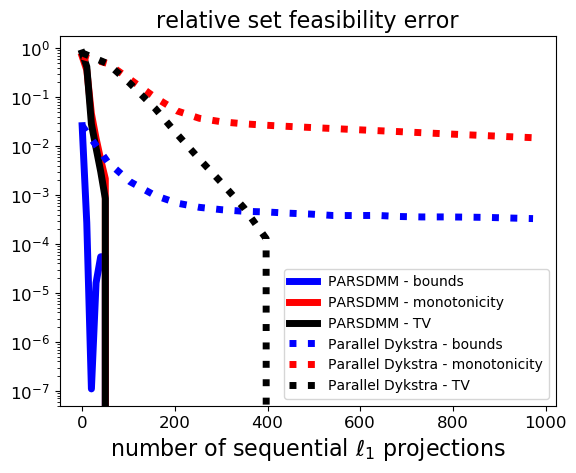 relative set feasibility error
10^0
10^-1
10^-2
10^-3
10^-4
10^-5
10^-6
10^-7
PARSDMM - bounds
PARSDMM - monotonicity
PARSDMM - TV
Parallel Dykstra - bounds
Parallel Dykstra - monotonicity
Parallel Dykstra - TV
0 200 400 600 800 1000
number of sequential ℓ₁ projections